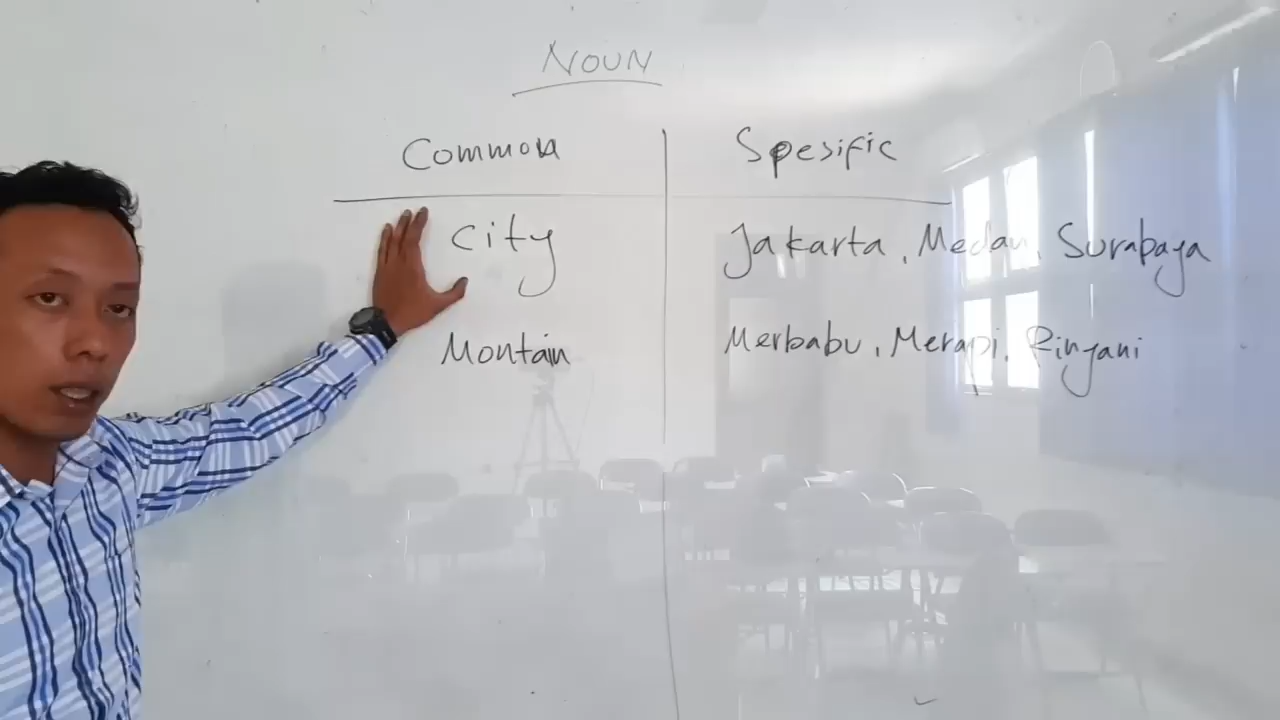 NOUN
Common Spesific
City Jakarta, Medan, Surabaya
Montain Merbabu, Merapi, Rinjani